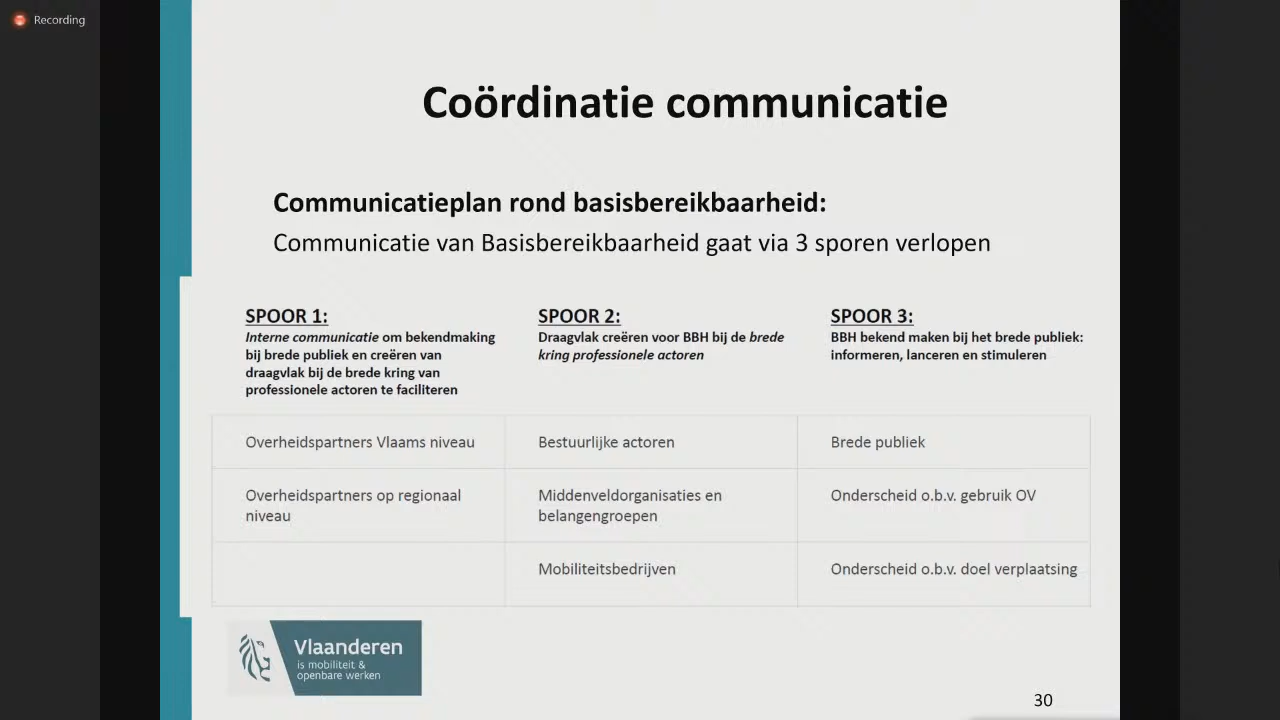 Recording
Coördinatie communicatie
Communicatieplan rond basisbereikbaarheid:
Communicatie van Basisbereikbaarheid gaat via 3 sporen verlopen
SPOOR 1:
Interne communicatie om bekendmaking
bij brede publiek en creëren van
draagvlak bij de brede kring van
professionele actoren te faciliteren
SPOOR 2:
Draagvlak creëren voor BBH bij de brede
kring professionele actoren
SPOOR 3:
BBH bekend maken bij het brede publiek:
informeren, lanceren en stimuleren
Overheidspartners Vlaams niveau
Bestuurlijke actoren
Brede publiek
Overheidspartners op regionaal
niveau
Middenveldorganisaties en
belangengroepen
Onderscheid o.b.v. gebruik OV
Mobiliteitsbedrijven
Onderscheid o.b.v. doel verplaatsing
Vlaanderen
is mobiliteit &
openbare werken
30